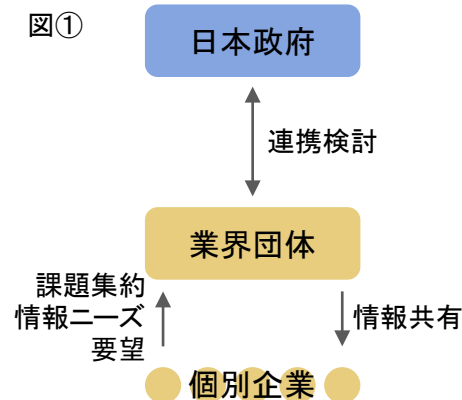 図①
日本政府
連携検討
業界団体
課題集約
情報ニーズ
要望
情報共有
個別企業